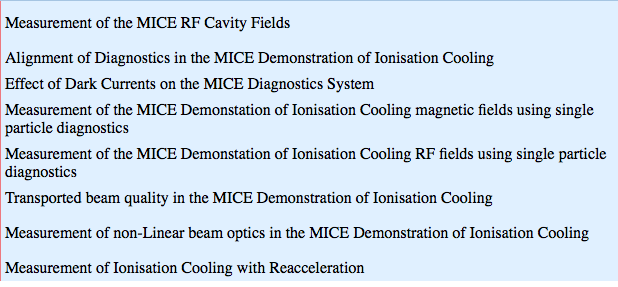 Measurement of the MICE RF Cavity Fields
Alignment of Diagnostics in the MICE Demonstration of Ionisation Cooling
Effect of Dark Currents on the MICE Diagnostics System
Measurement of the MICE Demonstation of Ionisation Cooling magnetic fields using single
particle diagnostics
Measurement of the MICE Demonstation of Ionisation Cooling RF fields using single particle
diagnostics
Transported beam quality in the MICE Demonstration of Ionisation Cooling
Measurement of non-Linear beam optics in the MICE Demonstration of Ionisation Cooling
Measurement of Ionisation Cooling with Reacceleration